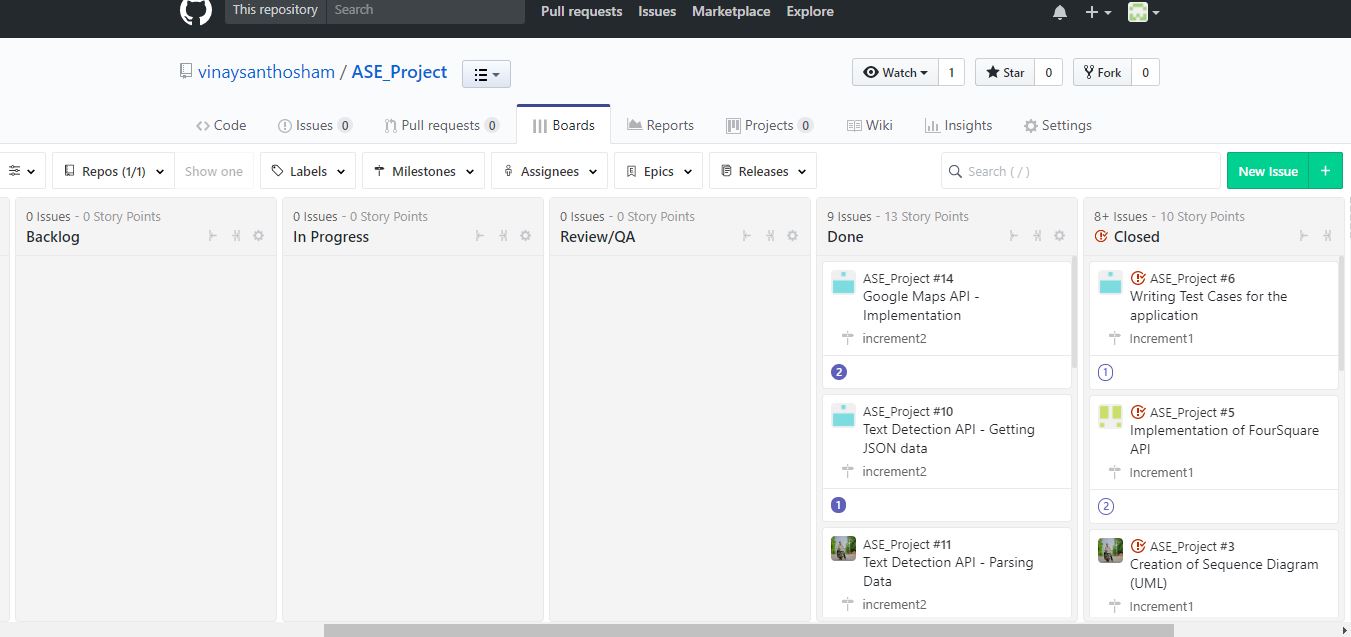 This repository Search Pull requests Issues Marketplace Explore
vinaysanthosham / ASE_Project Watch 1 Star 0 Fork 0
Code Issues 0 Pull requests 0 Boards Reports Projects 0 Wiki Insights Settings
Repos (1/1) Show one Labels Milestones Assignees Epics Releases Search ( / ) New Issue +
0 Issues - 0 Story Points
Backlog
0 Issues - 0 Story Points
In Progress
0 Issues - 0 Story Points
Review/QA
9 Issues - 13 Story Points
Done
ASE_Project #14
Google Maps API -
Implementation
increment2
2
ASE_Project #10
Text Detection API - Getting
JSON data
increment2
1
ASE_Project #11
Text Detection API - Parsing
Data
increment2
8+ Issues - 10 Story Points
Closed
ASE_Project #6
Writing Test Cases for the
application
Increment1
1
ASE_Project #5
Implementation of FourSquare
API
Increment1
2
ASE_Project #3
Creation of Sequence Diagram
(UML)
Increment1